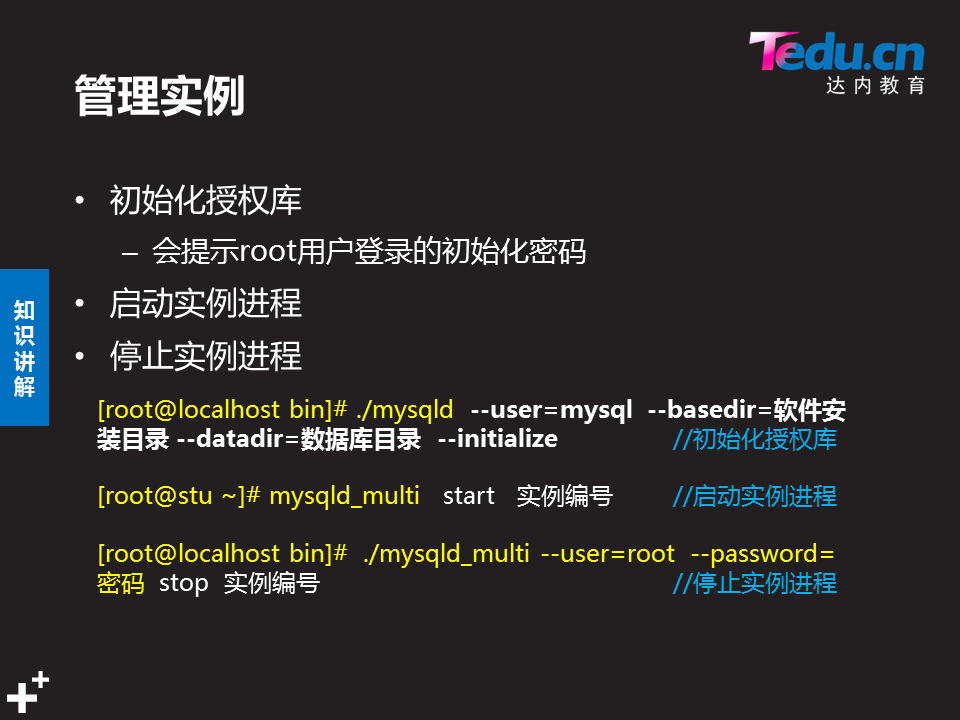 Tedu.cn
达内教育
管理实例
• 初始化授权库
– 会提示root用户登录的初始化密码
• 启动实例进程
• 停止实例进程
知
识
讲
解
[root@localhost bin]# ./mysqld --user=mysql --basedir=软件安
装目录 --datadir=数据库目录 --initialize //初始化授权库
[root@stu ~]# mysqld_multi start 实例编号 //启动实例进程
[root@localhost bin]# ./mysqld_multi --user=root --password=
密码 stop 实例编号 //停止实例进程